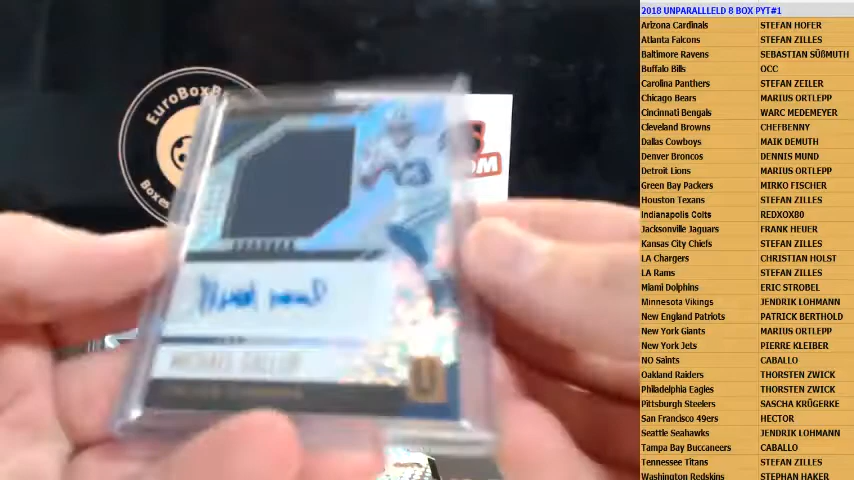 2018 UNPARALLLELD 8 BOX PYT#1
Arizona Cardinals STEFAN HOFER
Atlanta Falcons STEFAN ZILLES
Baltimore Ravens SEBASTIAN SÜßMUTH
Buffalo Bills OCC
Carolina Panthers STEFAN ZEILER
Chicago Bears MARIUS ORTLEPP
Cincinnati Bengals WARC MEDEMEYER
Cleveland Browns CHEFBENNY
Dallas Cowboys MAIK DEMUTH
Denver Broncos DENNIS MUND
Detroit Lions MARIUS ORTLEPP
Green Bay Packers MIRKO FISCHER
Houston Texans STEFAN ZILLES
Indianapolis Colts REDXOX80
Jacksonville Jaguars FRANK HEUER
Kansas City Chiefs STEFAN ZILLES
LA Chargers CHRISTIAN HOLST
LA Rams STEFAN ZILLES
Miami Dolphins ERIC STROBEL
Minnesota Vikings JENDRIK LOHMANN
New England Patriots PATRICK BERTHOLD
New York Giants MARIUS ORTLEPP
New York Jets PIERRE KLEIBER
NO Saints CABALLO
Oakland Raiders THORSTEN ZWICK
Philadelphia Eagles THORSTEN ZWICK
Pittsburgh Steelers SASCHA KRÜGERKE
San Francisco 49ers HECTOR
Seattle Seahawks JENDRIK LOHMANN
Tampa Bay Buccaneers CABALLO
Tennessee Titans STEFAN ZILLES
Washington Redskins STEPHAN HAKER
EuroBoxB
Boxes
13
MICHAEL GALLUP
U